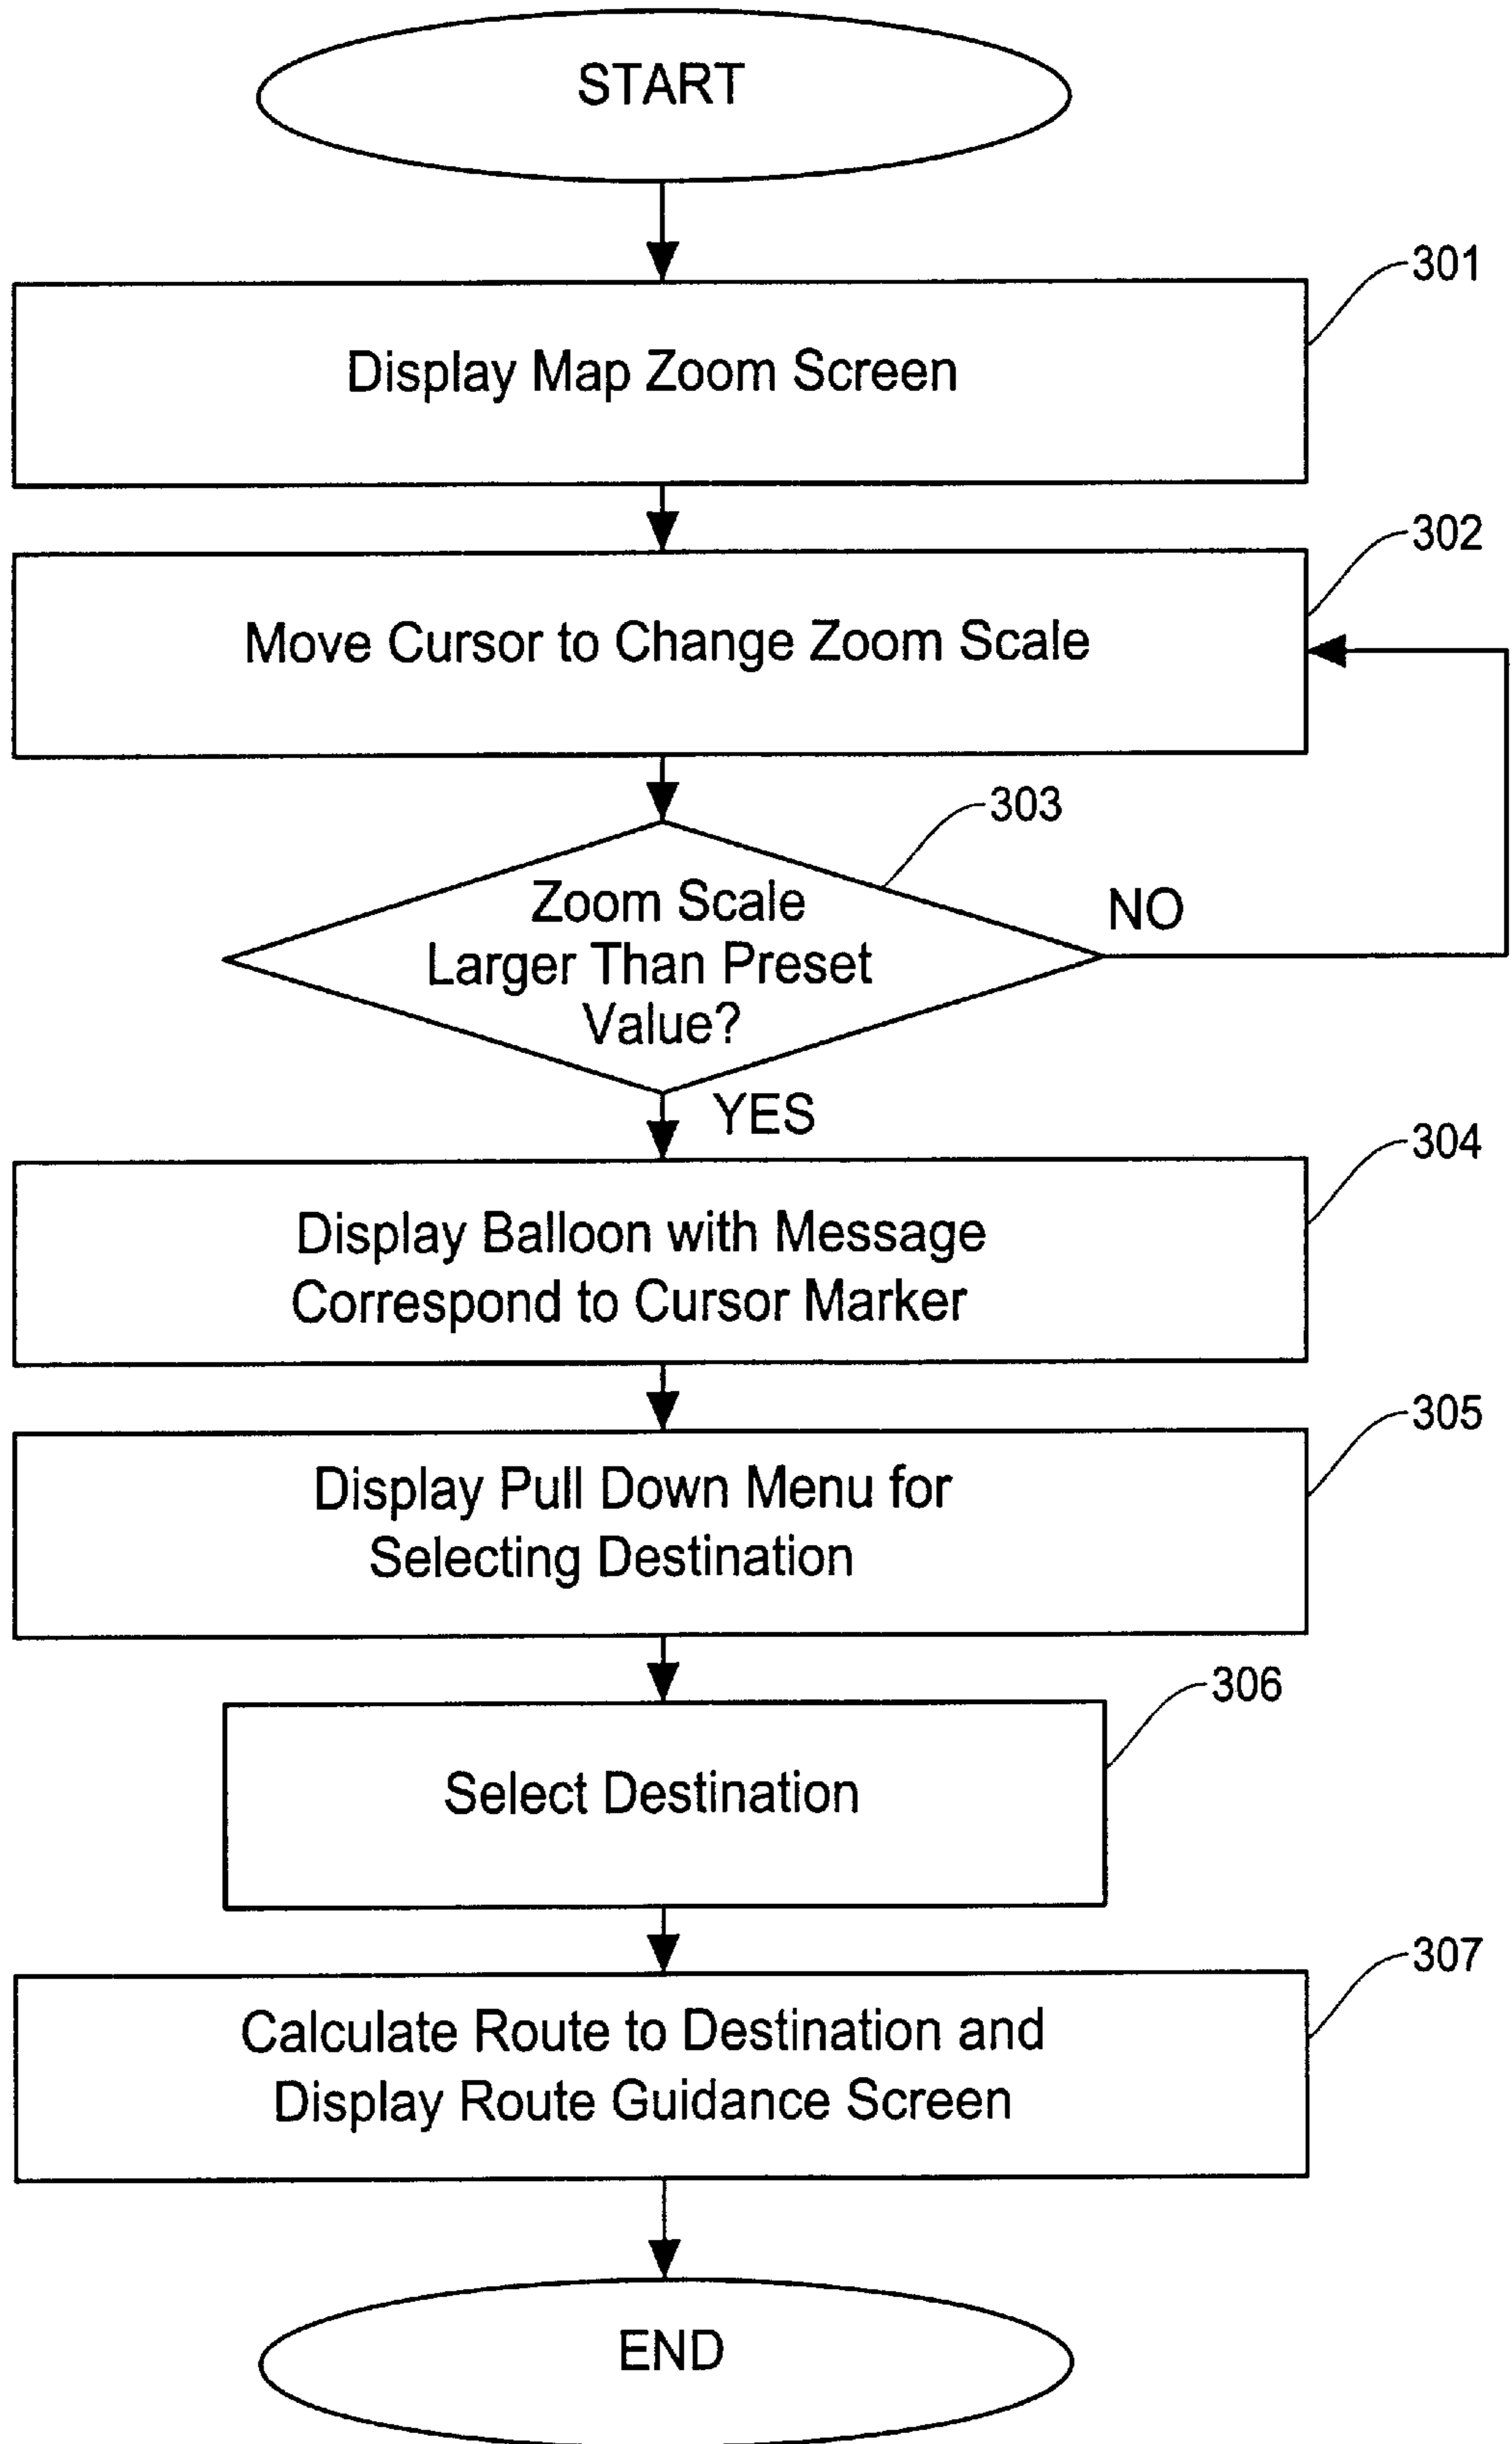 START
301
Display Map Zoom Screen
302
Move Cursor to Change Zoom Scale
303
Zoom Scale
Larger Than Preset
Value?
NO
YES
304
Display Balloon with Message
Correspond to Cursor Marker
305
Display Pull Down Menu for
Selecting Destination
306
Select Destination
307
Calculate Route to Destination and
Display Route Guidance Screen
END